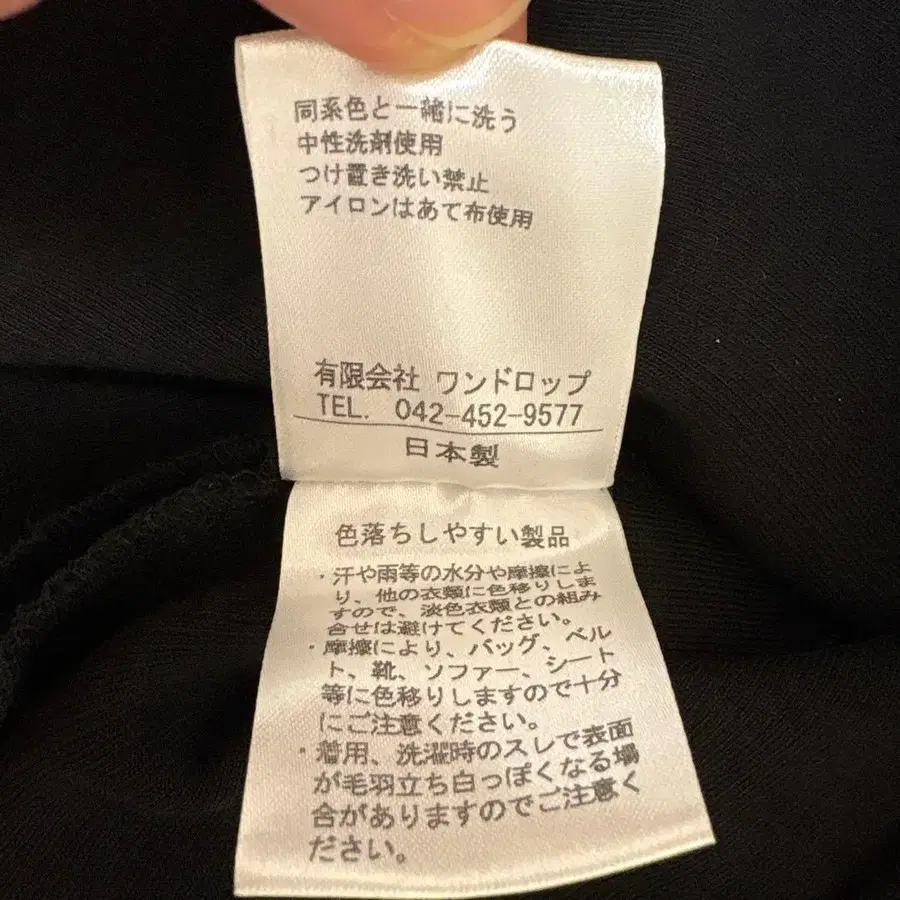 同系色と一緒に洗う
中性洗剤使用
つけ置き洗い禁止
アイロンはあて布使用
有限会社 ワンドロップ
TEL. 042-452-9577
日本製
色落ちしやすい製品
・汗や雨等の水分や摩擦によ
り、他の衣類に色移りしま
すので、淡色衣類との組み
合せは避けてください。
・摩擦により、バッグ、ベル
ト、靴、ソファー、シート
等に色移りしますので十分
にご注意ください。
・着用、洗濯時のスレで表面
が毛羽立ち白っぽくなる場
合がありますのでご注意く
ださい。